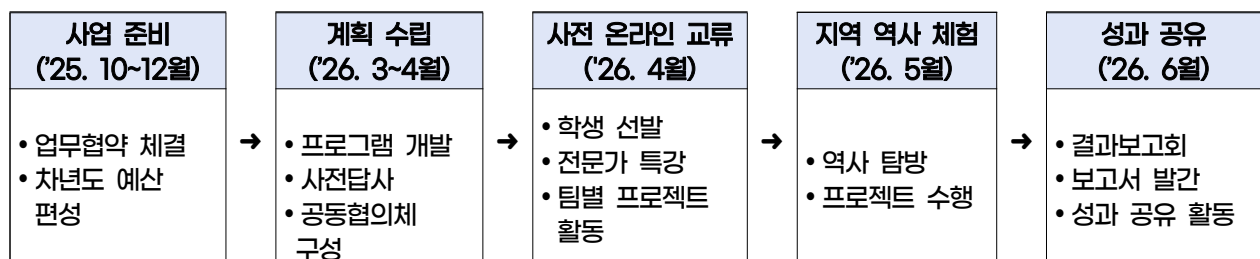 사업 준비
('25. 10~12월)
• 업무협약 체결
• 차년도 예산
편성
➜
계획 수립
('26. 3~4월)
• 프로그램 개발
• 사전답사
• 공동협의체
구성
➜
사전 온라인 교류
('26. 4월)
• 학생 선발
• 전문가 특강
• 팀별 프로젝트
활동
➜
지역 역사 체험
('26. 5월)
• 역사 탐방
• 프로젝트 수행
➜
성과 공유
('26. 6월)
• 결과보고회
• 보고서 발간
• 성과 공유 활동